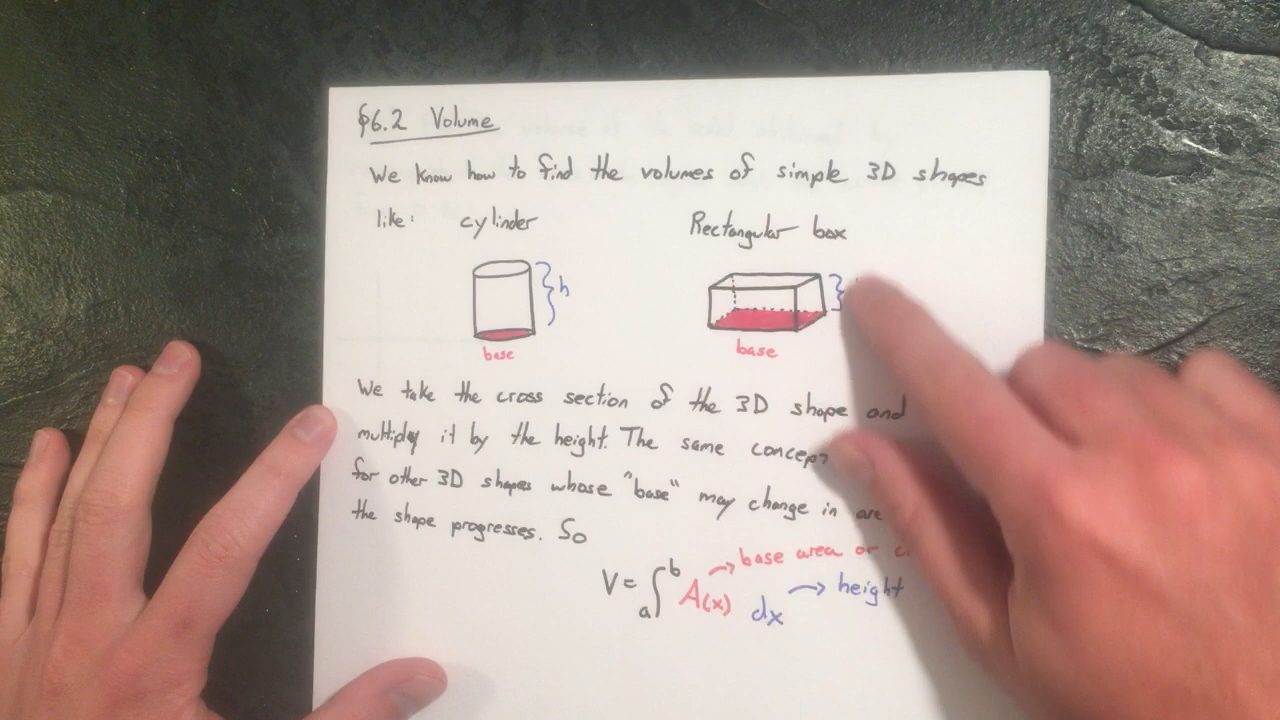 §6.2 Volume
We know how to find the volumes of simple 3D shapes
like: cylinder Rectangular box
h
base base
We take the cross section of the 3D shape and
multiply it by the height. The same concept
for other 3D shapes whose "base" may change in
the shape progresses. So
V = ∫ₐᵇ A(x) dx
→ base area or
→ height